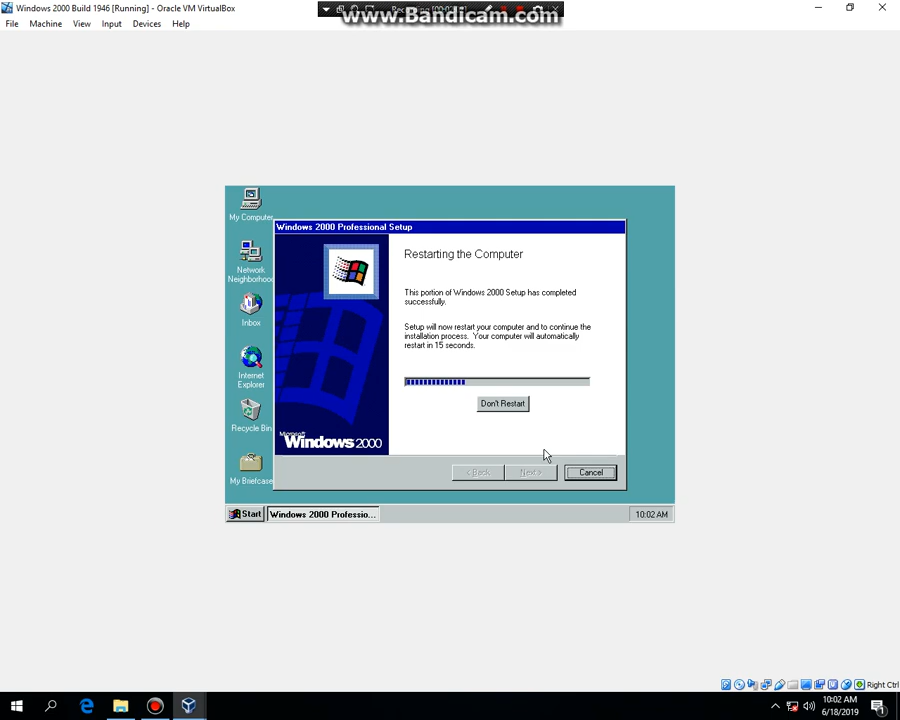 Windows 2000 Build 1946 [Running] - Oracle VM VirtualBox
www.Bandicam.com
File Machine View Input Devices Help
My Computer
Network
Neighborhood
Inbox
Internet
Explorer
Recycle Bin
My Briefcase
Windows 2000 Professional Setup
Restarting the Computer
This portion of Windows 2000 Setup has completed
successfully.
Setup will now restart your computer and to continue the
installation process. Your computer will automatically
restart in 15 seconds.
Don't Restart
Microsoft
Windows 2000
< Back Next > Cancel
Start Windows 2000 Professio... 10:02 AM
Right Ctrl
10:02 AM
6/18/2019
1